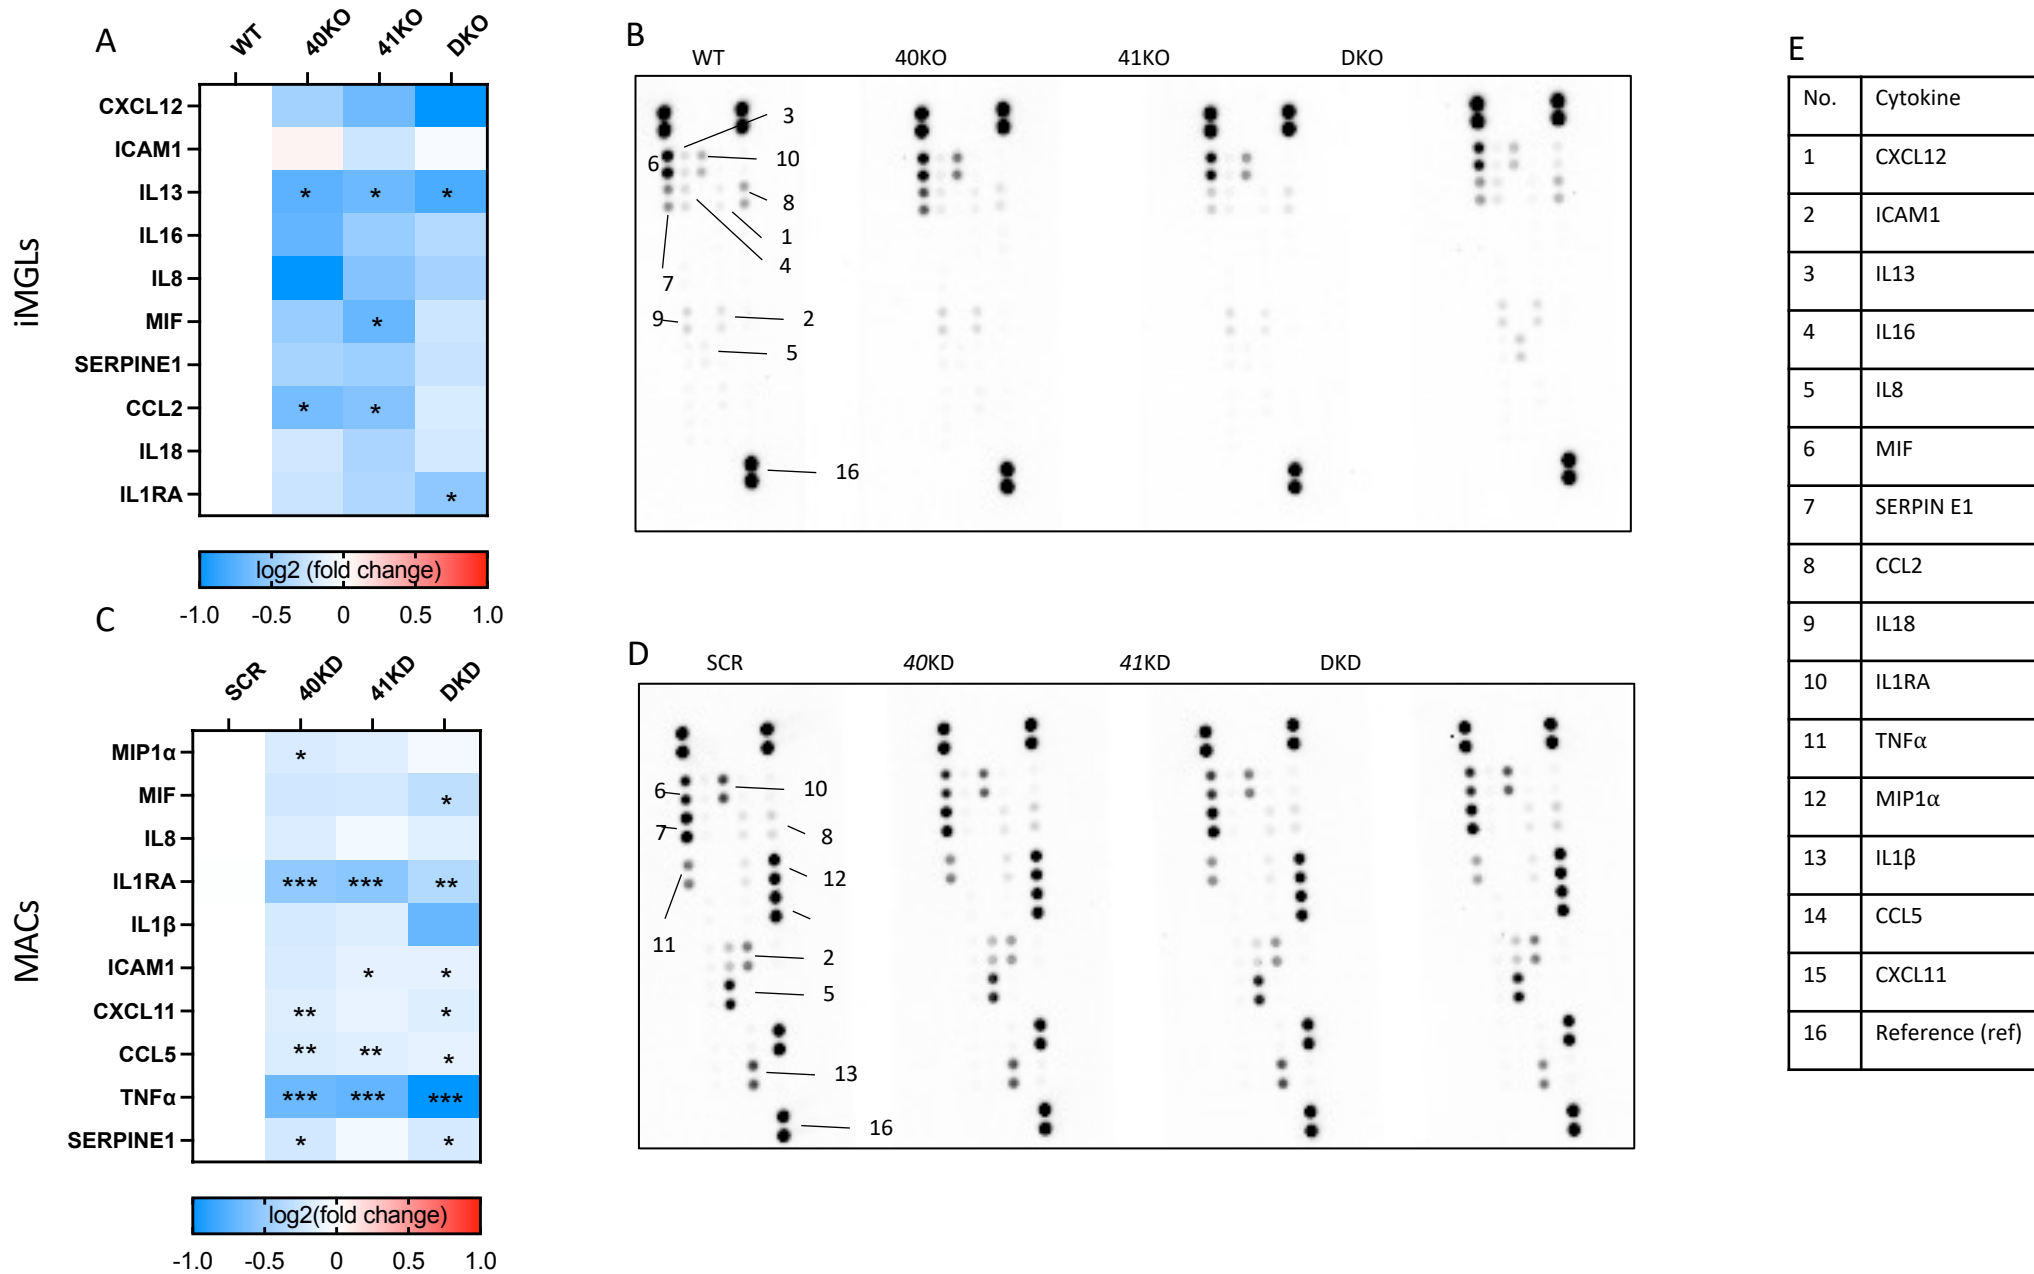 A
WT
40KO
41KO
DKO
iMGLs
CXCL12
ICAM1
IL13 * * *
IL16
IL8
MIF *
SERPINE1
CCL2 * *
IL18
IL1RA *
log2 (fold change)
-1.0 -0.5 0 0.5 1.0
B
WT 40KO 41KO DKO
3
6 10
8
1
4
7
9 2
5
16
C
SCR
40KD
41KD
DKD
MACs
MIP1α *
MIF *
IL8
IL1RA *** *** **
IL1β
ICAM1 * *
CXCL11 ** *
CCL5 ** ** *
TNFα *** *** ***
SERPINE1 * *
log2(fold change)
-1.0 -0.5 0 0.5 1.0
D
SCR 40KD 41KD DKD
6 10
7 8
12
11
2
5
13
16
E
No. Cytokine
1 CXCL12
2 ICAM1
3 IL13
4 IL16
5 IL8
6 MIF
7 SERPIN E1
8 CCL2
9 IL18
10 IL1RA
11 TNFα
12 MIP1α
13 IL1β
14 CCL5
15 CXCL11
16 Reference (ref)